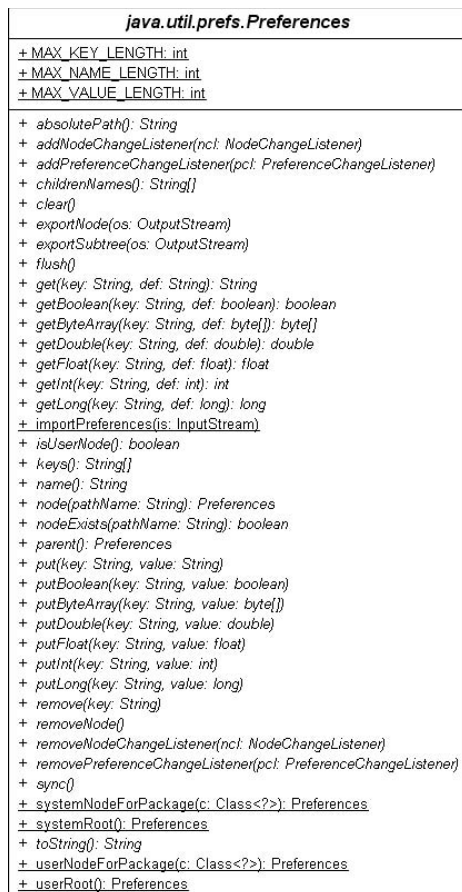 java.util.prefs.Preferences
+ MAX_KEY_LENGTH: int
+ MAX_NAME_LENGTH: int
+ MAX_VALUE_LENGTH: int
+ absolutePath(): String
+ addNodeChangeListener(ncl: NodeChangeListener)
+ addPreferenceChangeListener(pcl: PreferenceChangeListener)
+ childrenNames(): String[]
+ clear()
+ exportNode(os: OutputStream)
+ exportSubtree(os: OutputStream)
+ flush()
+ get(key: String, def: String): String
+ getBoolean(key: String, def: boolean): boolean
+ getByteArray(key: String, def: byte[]): byte[]
+ getDouble(key: String, def: double): double
+ getFloat(key: String, def: float): float
+ getInt(key: String, def: int): int
+ getLong(key: String, def: long): long
+ importPreferences(is: InputStream)
+ isUserNode(): boolean
+ keys(): String[]
+ name(): String
+ node(pathName: String): Preferences
+ nodeExists(pathName: String): boolean
+ parent(): Preferences
+ put(key: String, value: String)
+ putBoolean(key: String, value: boolean)
+ putByteArray(key: String, value: byte[])
+ putDouble(key: String, value: double)
+ putFloat(key: String, value: float)
+ putInt(key: String, value: int)
+ putLong(key: String, value: long)
+ remove(key: String)
+ removeNode()
+ removeNodeChangeListener(ncl: NodeChangeListener)
+ removePreferenceChangeListener(pcl: PreferenceChangeListener)
+ sync()
+ systemNodeForPackage(c: Class<?>): Preferences
+ systemRoot(): Preferences
+ toString(): String
+ userNodeForPackage(c: Class<?>): Preferences
+ userRoot(): Preferences